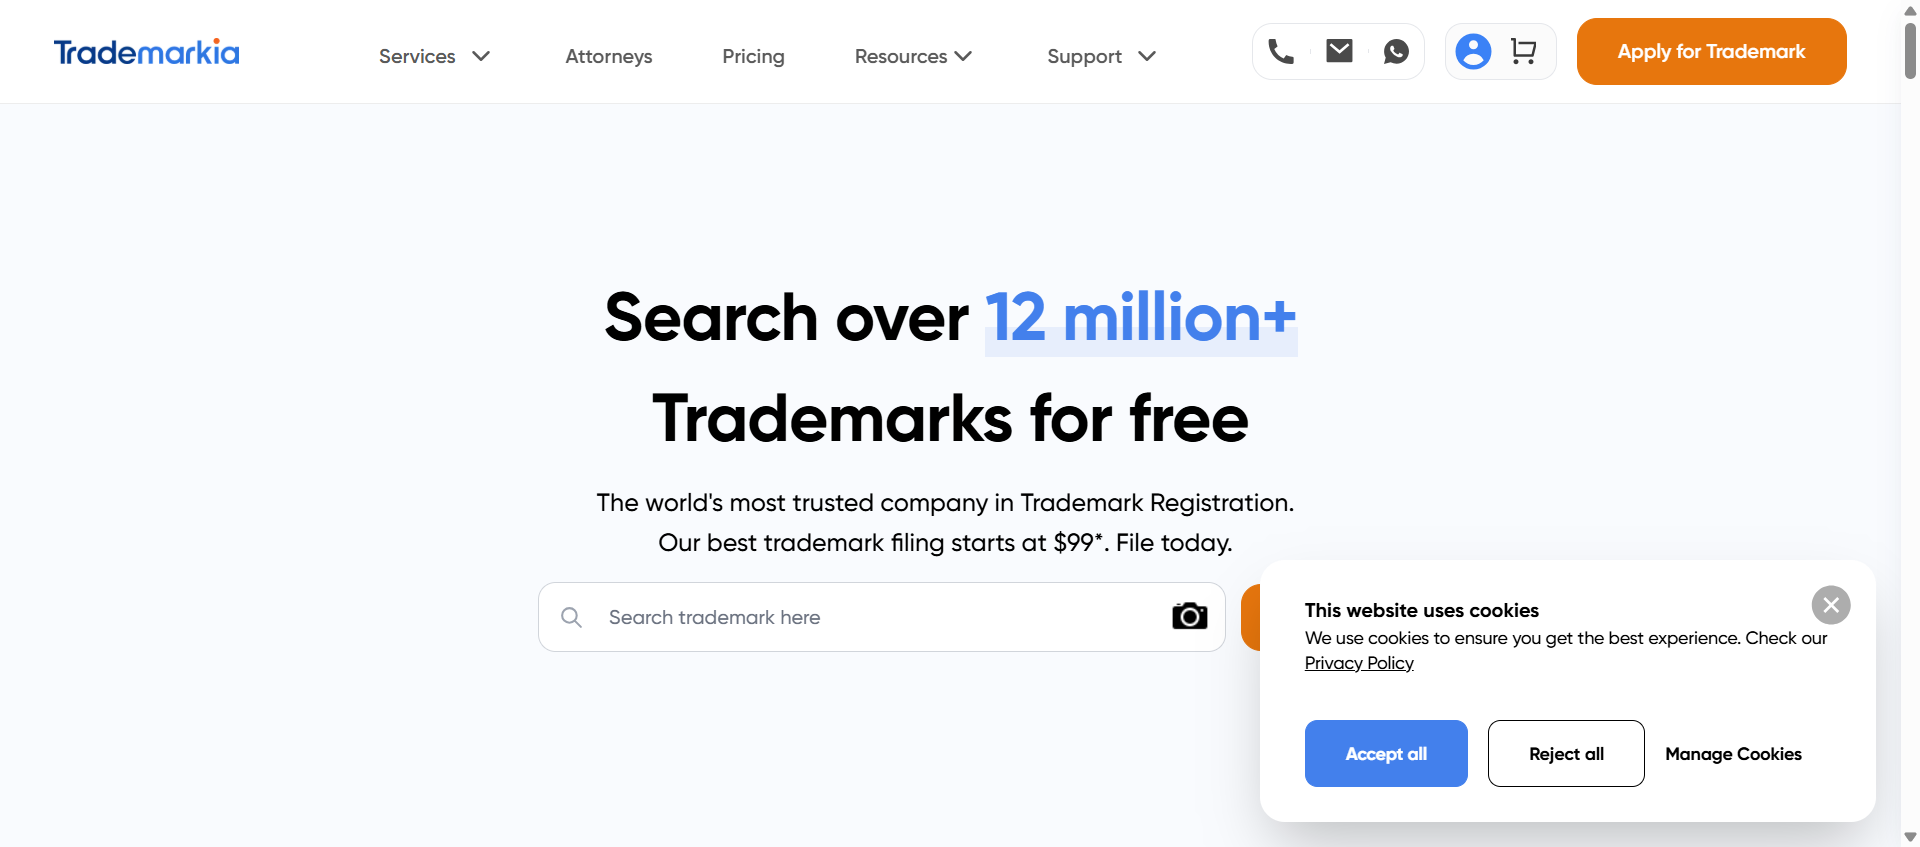 Trademarkia
Services
Attorneys
Pricing
Resources
Support
Apply for Trademark
Search over 12 million+
Trademarks for free
The world's most trusted company in Trademark Registration.
Our best trademark filing starts at $99*. File today.
Search trademark here
This website uses cookies
We use cookies to ensure you get the best experience. Check our
Privacy Policy
Accept all
Reject all
Manage Cookies